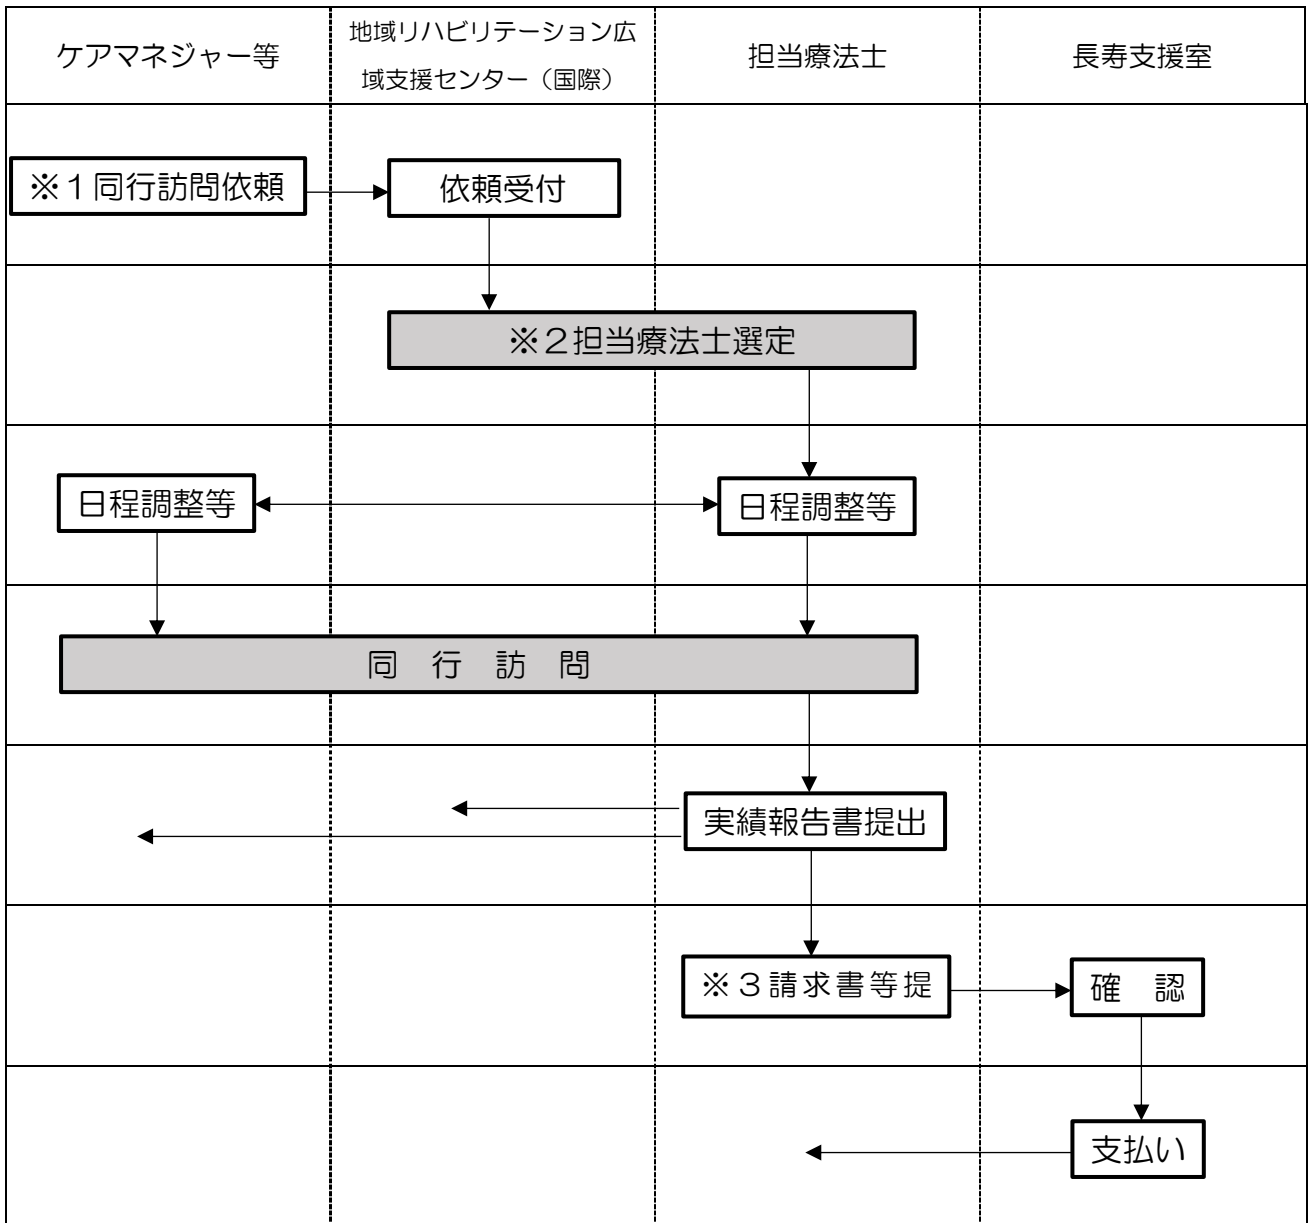 ケアマネジャー等
地域リハビリテーション広
域支援センター（国際）
担当療法士
長寿支援室
※１同行訪問依頼
依頼受付
※２担当療法士選定
日程調整等
日程調整等
同　行　訪　問
実績報告書提出
※３請求書等提
確　認
支払い